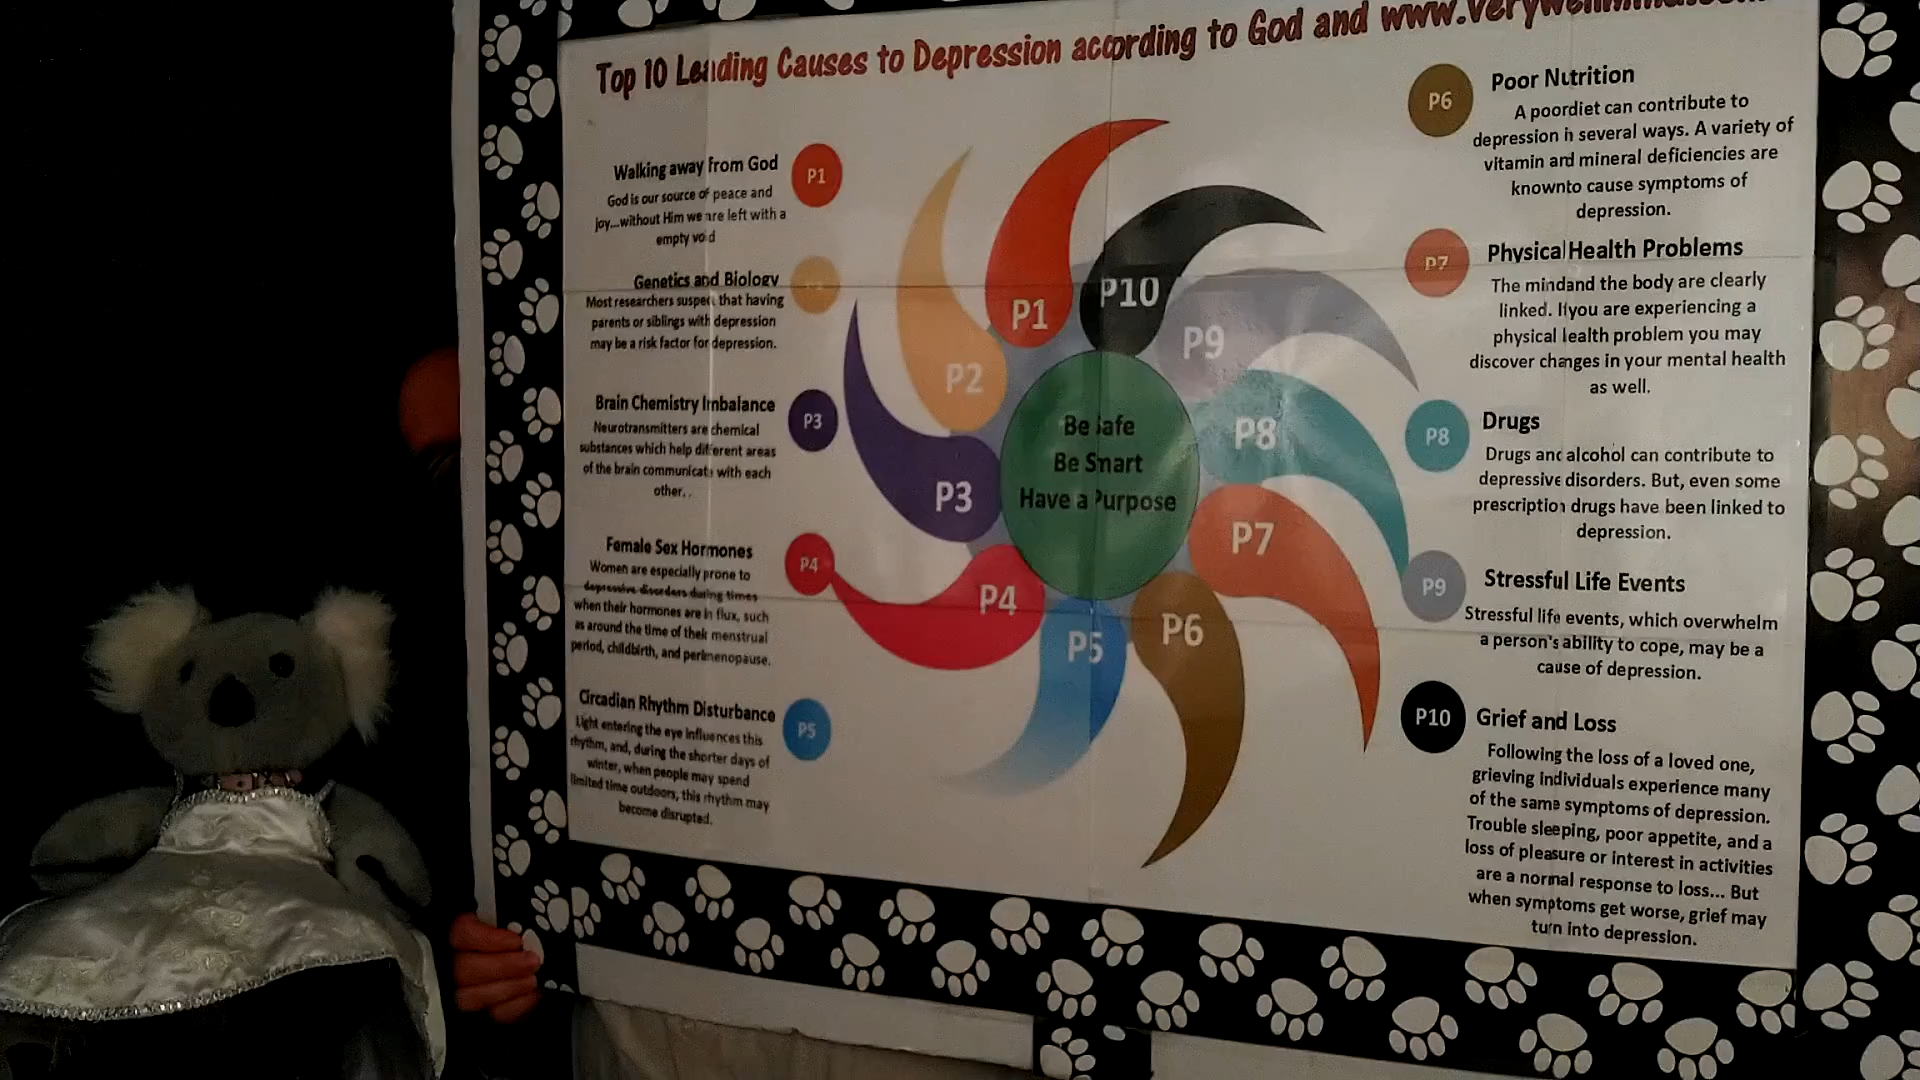 Top 10 Leading Causes to Depression according to God and
Walking away from God
P1
God is our source of peace and
joy...without Him we are left with a
empty void
Genetics and Biology
Most researchers suspect that having
parents or siblings with depression
may be a risk factor for depression.
Brain Chemistry Imbalance
P3
Neurotransmitters are chemical
substances which help different areas
of the brain communicate with each
other..
Female Sex Hormones
P4
Women are especially prone to
depressive disorders during times
when their hormones are in flux, such
as around the time of their menstrual
period, childbirth, and perimenopause.
Circadian Rhythm Disturbance
P5
Light entering the eye influences this
rhythm, and, during the shorter days of
winter, when people may spend
limited time outdoors, this rhythm may
become disrupted.
P1
P10
P9
P2
P8
P3
P7
P4
P5
P6
Be Safe
Be Smart
Have a Purpose
P6
Poor Nutrition
A poordiet can contribute to
depression in several ways. A variety of
vitamin and mineral deficiencies are
knownto cause symptoms of
depression.
P7
Physical Health Problems
The mindand the body are clearly
linked. If you are experiencing a
physical health problem you may
discover changes in your mental health
as well.
P8
Drugs
Drugs and alcohol can contribute to
depressive disorders. But, even some
prescription drugs have been linked to
depression.
P9
Stressful Life Events
Stressful life events, which overwhelm
a person's ability to cope, may be a
cause of depression.
P10
Grief and Loss
Following the loss of a loved one,
grieving individuals experience many
of the same symptoms of depression.
Trouble sleeping, poor appetite, and a
loss of pleasure or interest in activities
are a normal response to loss... But
when symptoms get worse, grief may
turn into depression.